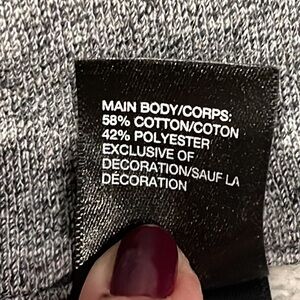 MAIN BODY/CORPS:
58% COTTON/COTON
42% POLYESTER
EXCLUSIVE OF
DECORATION/SAUF LA
DÉCORATION